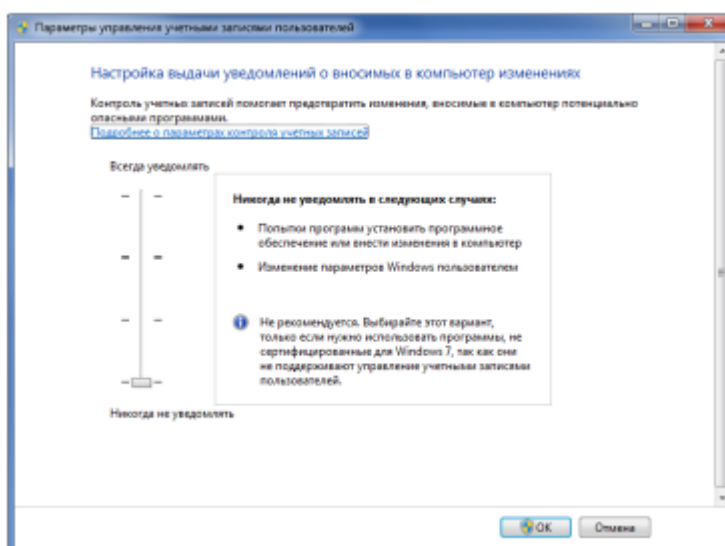 Параметры управления учетными записями пользователей
Настройка выдачи уведомлений о вносимых в компьютер изменениях
Контроль учетных записей помогает предотвратить изменения, вносимые в компьютер потенциально
опасными программами.
Подробнее о параметрах контроля учетных записей
Всегда уведомлять
Никогда не уведомлять в следующих случаях:
Попытки программ установить программное
обеспечение или внести изменения в компьютер
Изменение параметров Windows пользователем
Не рекомендуется. Выбирайте этот вариант,
только если нужно использовать программы, не
сертифицированные для Windows 7, так как они
не поддерживают управление учетными записями
пользователей.
Никогда не уведомлять
OK
Отмена